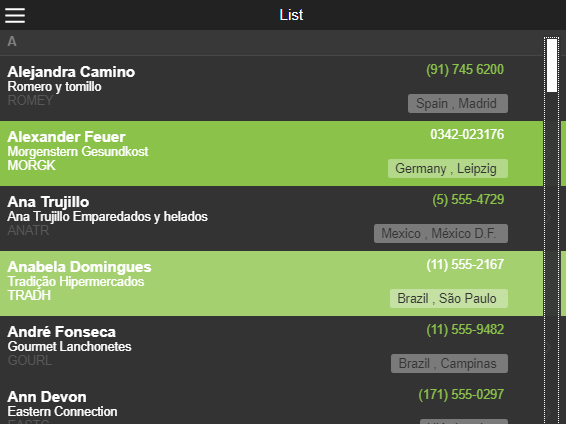 List
A
Alejandra Camino
(91) 745 6200
Romero y tomillo
ROMEY
Spain , Madrid
Alexander Feuer
0342-023176
Morgenstern Gesundkost
MORGK
Germany , Leipzig
Ana Trujillo
(5) 555-4729
Ana Trujillo Emparedados y helados
ANATR
Mexico , México D.F.
Anabela Domingues
(11) 555-2167
Tradição Hipermercados
TRADH
Brazil , São Paulo
André Fonseca
(11) 555-9482
Gourmet Lanchonetes
GOURL
Brazil , Campinas
Ann Devon
(171) 555-0297
Eastern Connection